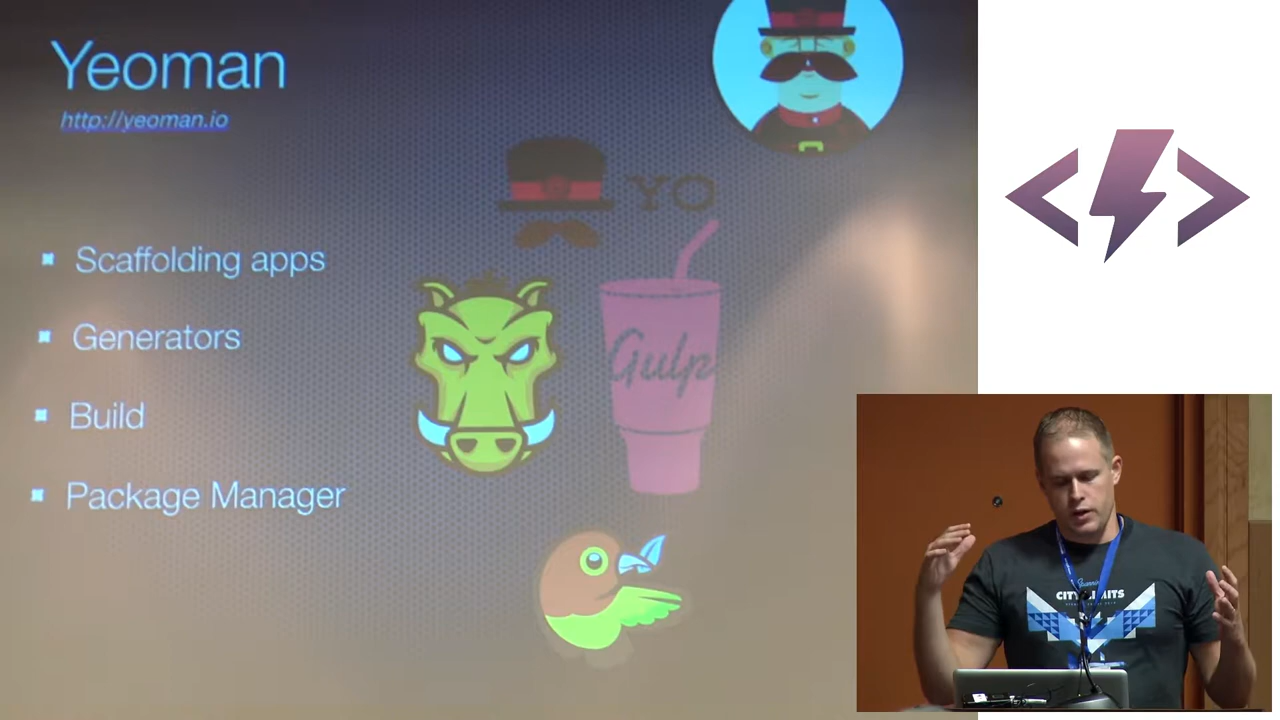 Yeoman
http://yeoman.io
YO
Scaffolding apps
Gulp
Generators
Build
Package Manager
CITY LIMITS